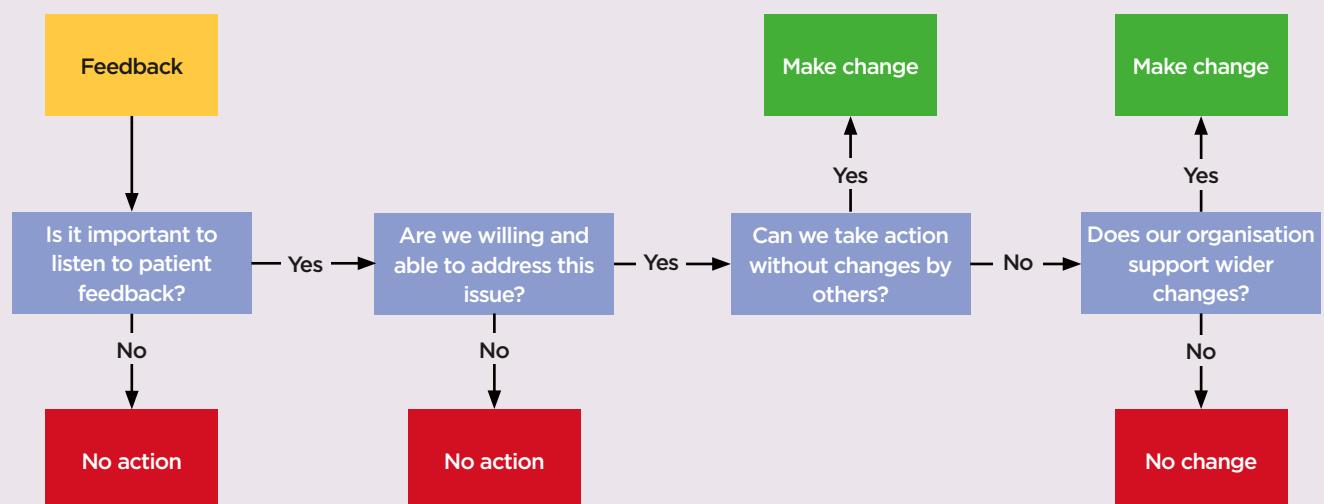 Feedback
Make change
Make change
Yes
Yes
Is it important to
listen to patient
feedback?
Yes
Are we willing and
able to address this
issue?
Yes
Can we take action
without changes by
others?
No
Does our organisation
support wider
changes?
No
No
No
No action
No action
No change